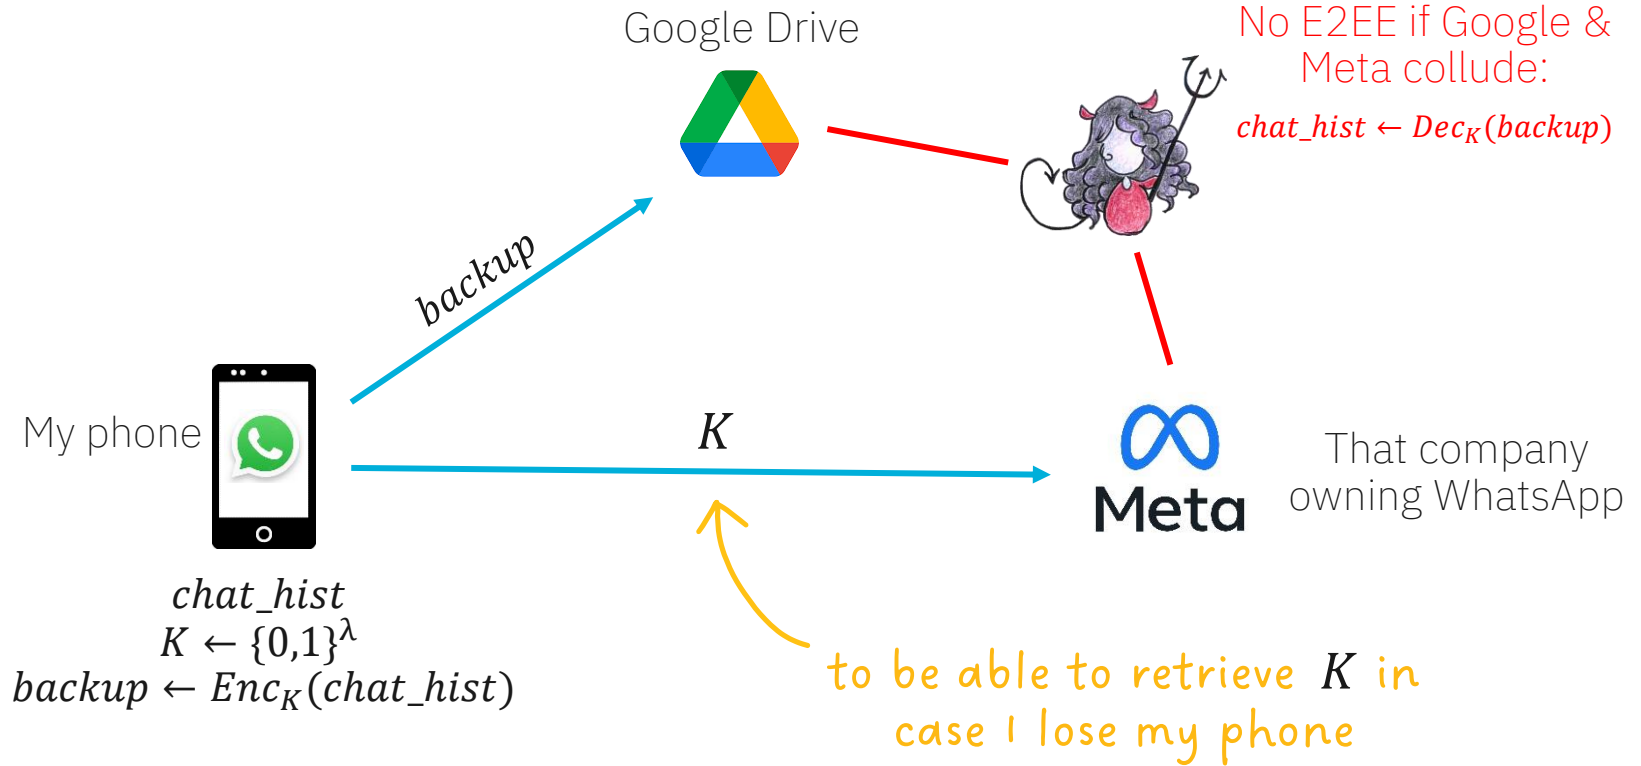 Google Drive
No E2EE if Google &
Meta collude:
chat_hist ← Dec_K(backup)
backup
My phone
K
Meta
That company
owning WhatsApp
chat_hist
K ← {0,1}^λ
backup ← Enc_K(chat_hist)
to be able to retrieve K in
case I lose my phone